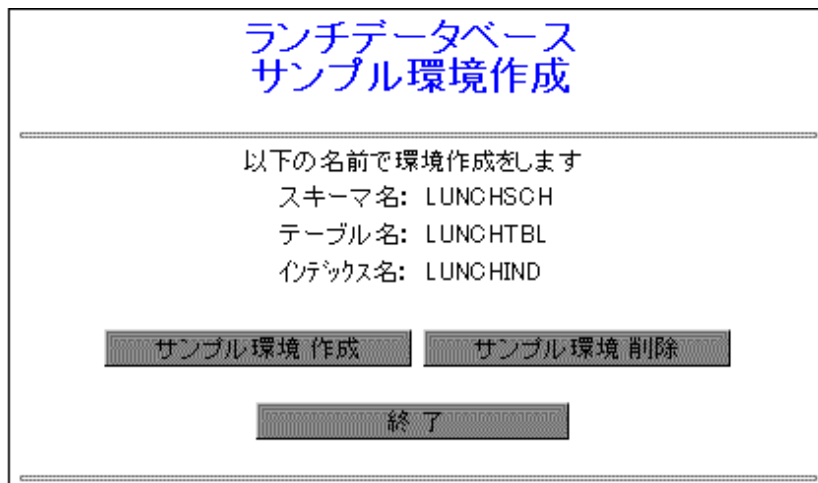 ランチデータベース
サンプル環境作成
以下の名前で環境作成をします
スキーマ名: LUNCHSCH
テーブル名: LUNCHTBL
ｲﾝﾃﾞｯｸｽ名: LUNCHIND
サンプル環境 作成 サンプル環境 削除
終 了